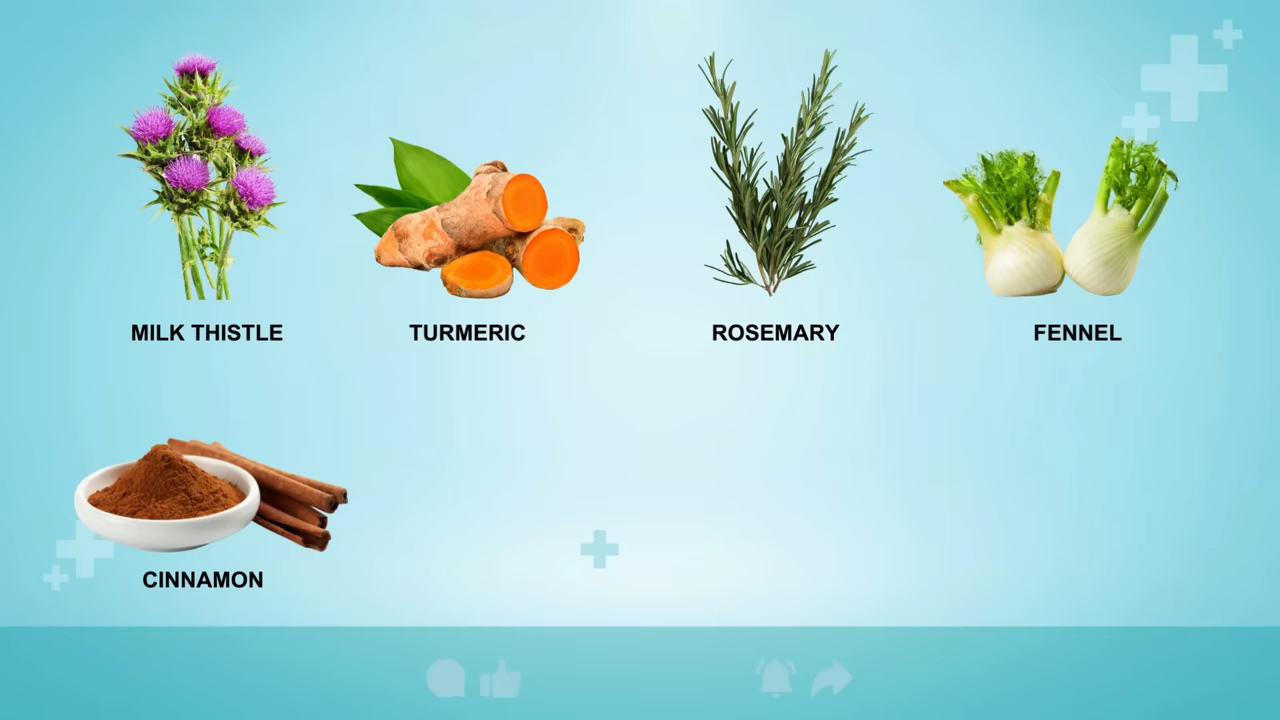 MILK THISTLE
TURMERIC
ROSEMARY
FENNEL
CINNAMON